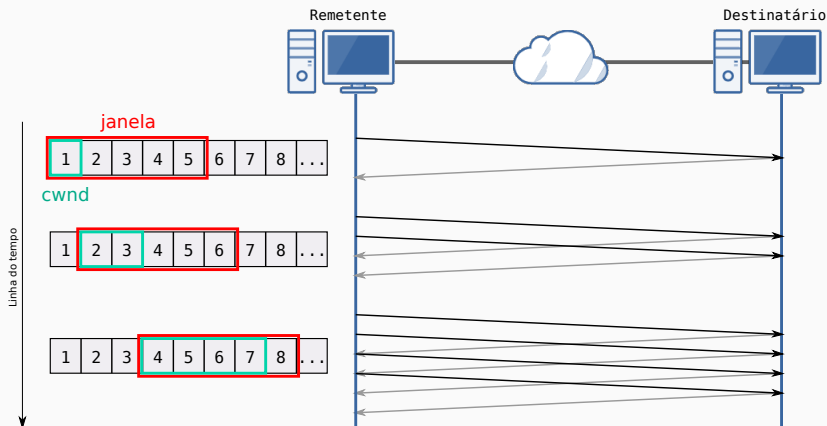 Remetente
Destinatário
janela
1 2 3 4 5 6 7 8 ...
cwnd
1 2 3 4 5 6 7 8 ...
Linha do tempo
1 2 3 4 5 6 7 8 ...